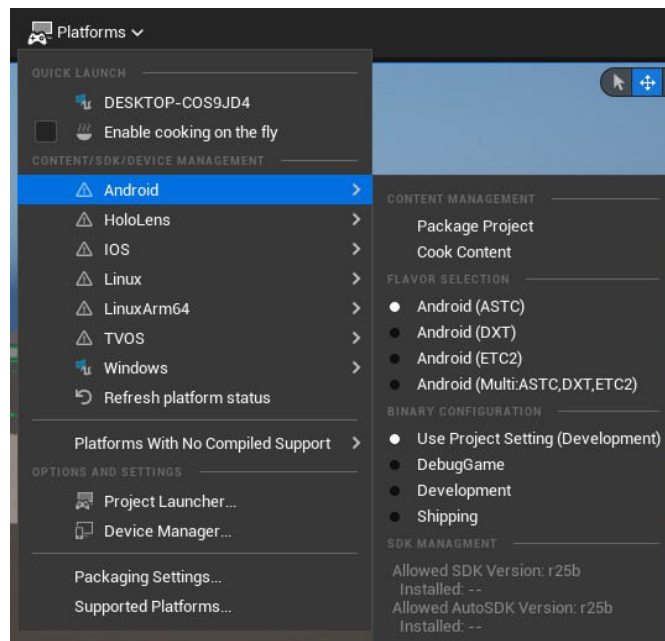 Platforms
QUICK LAUNCH
DESKTOP-COS9JD4
Enable cooking on the fly
CONTENT/SDK/DEVICE MANAGEMENT
Android
HoloLens
IOS
Linux
LinuxArm64
TVOS
Windows
Refresh platform status
Platforms With No Compiled Support
OPTIONS AND SETTINGS
Project Launcher...
Device Manager...
Packaging Settings...
Supported Platforms...
CONTENT MANAGEMENT
Package Project
Cook Content
FLAVOR SELECTION
Android (ASTC)
Android (DXT)
Android (ETC2)
Android (Multi:ASTC,DXT,ETC2)
BINARY CONFIGURATION
Use Project Setting (Development)
DebugGame
Development
Shipping
SDK MANAGMENT
Allowed SDK Version: r25b
Installed: --
Allowed AutoSDK Version: r25b
Installed: --